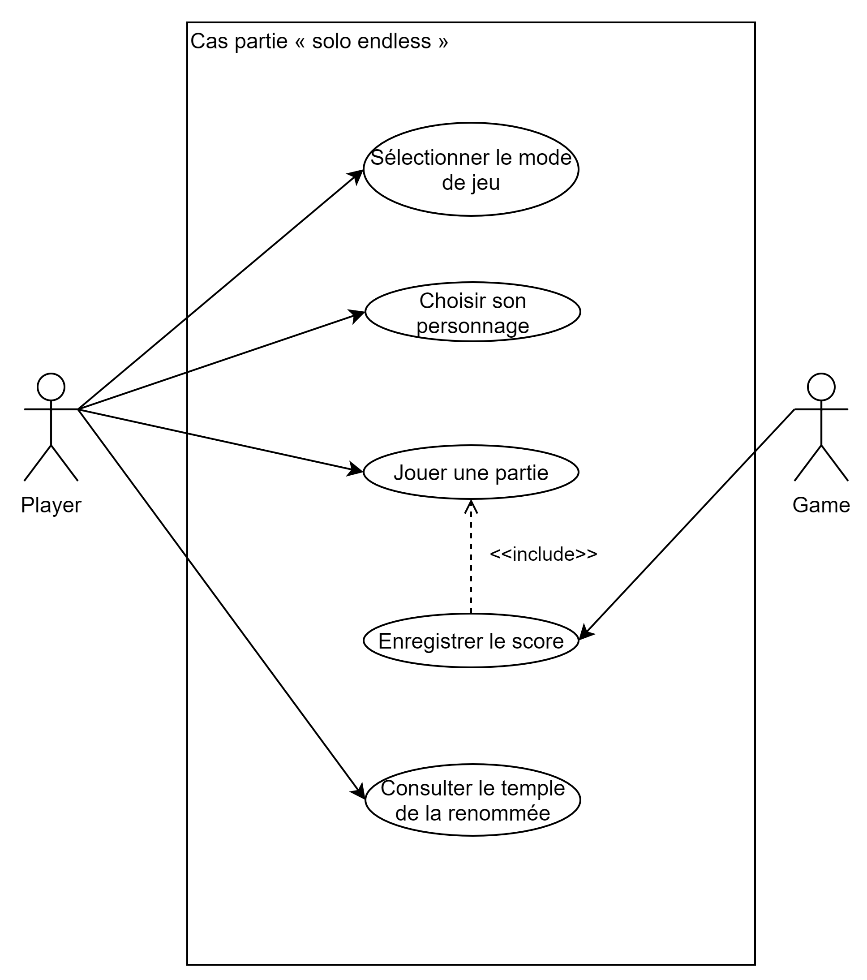 Cas partie « solo endless »
Sélectionner le mode
de jeu
Choisir son
personnage
Jouer une partie
Player
Game
<<include>>
Enregistrer le score
Consulter le temple
de la renommée